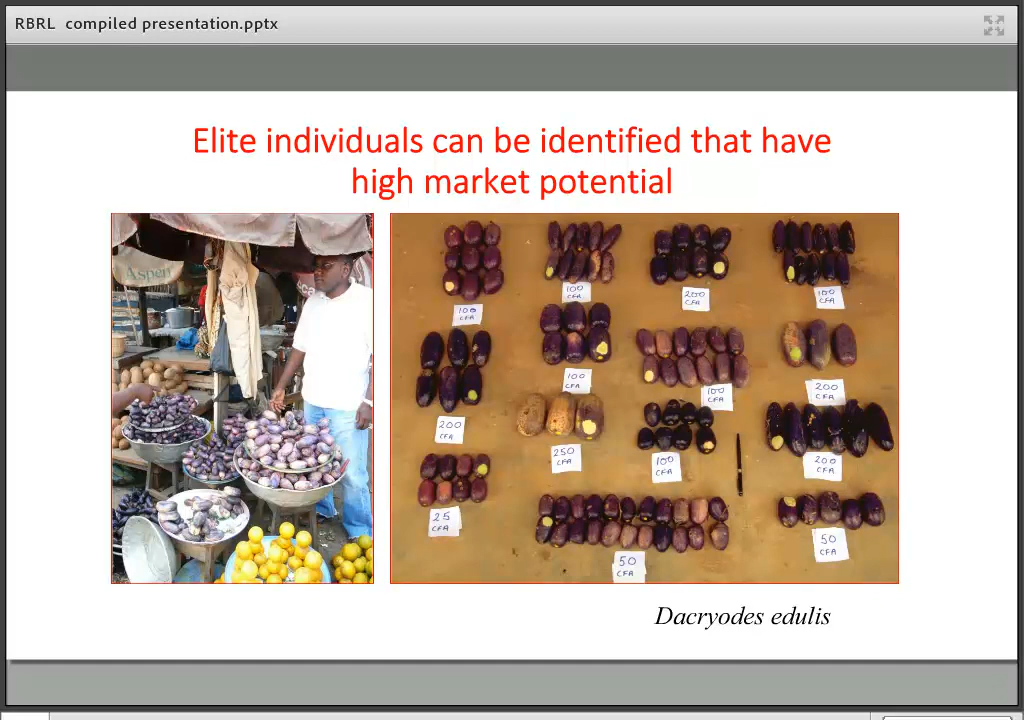 RBRL compiled presentation.pptx
Elite individuals can be identified that have
high market potential
Aspen
100
CFA
100
CFA
200
CFA
100
CFA
200
CFA
100
CFA
100
CFA
200
CFA
250
CFA
100
CFA
200
CFA
25
CFA
50
CFA
50
CFA
Dacryodes edulis